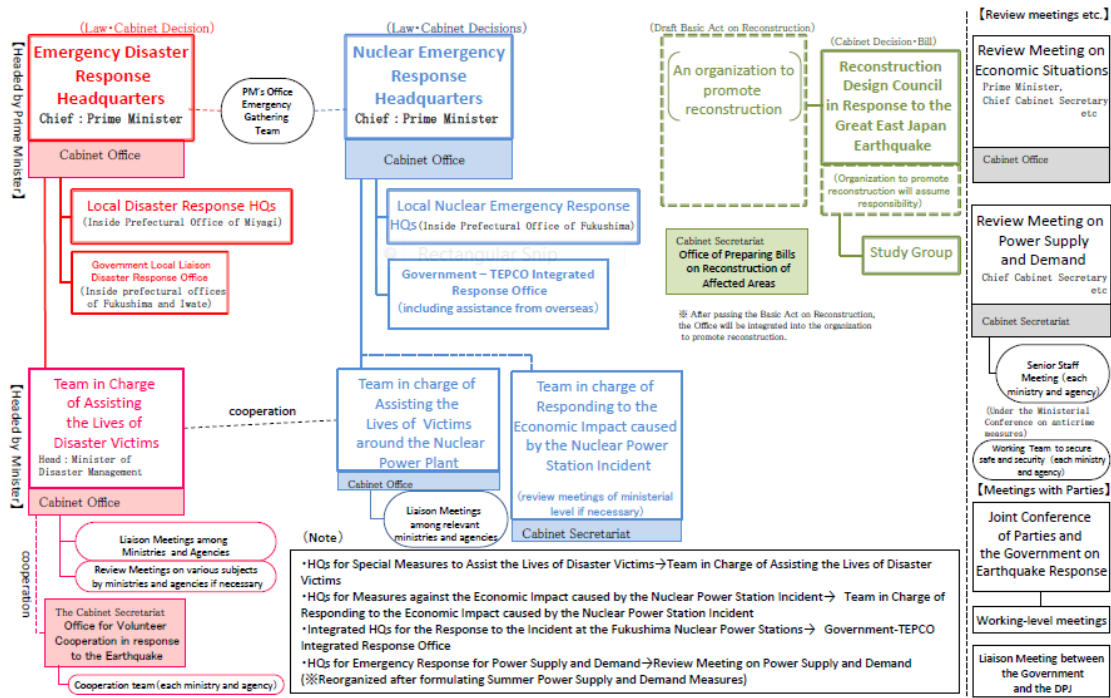 (Law・Cabinet Decision)
【Headed by Prime Minister】
Emergency Disaster
Response
Headquarters
Chief：Prime Minister
Cabinet Office
PM's Office
Emergency
Gathering
Team
(Law・Cabinet Decisions)
Nuclear Emergency
Response
Headquarters
Chief：Prime Minister
Cabinet Office
Local Disaster Response HQs
(Inside Prefectural Office of Miyagi)
Government Local Liaison
Disaster Response Office
(Inside prefectural offices
of Fukushima and Iwate)
Local Nuclear Emergency Response
HQs (Inside Prefectural Office of Fukushima)
Rectangular Snip
Government – TEPCO Integrated
Response Office
(including assistance from overseas)
(Draft Basic Act on Reconstruction)
An organization to
promote
reconstruction
(Cabinet Decision・Bill)
Reconstruction
Design Council
in Response to the
Great East Japan
Earthquake
(Organization to promote
reconstruction will assume
responsibility)
Study Group
Cabinet Secretariat
Office of Preparing Bills
on Reconstruction of
Affected Areas
※ After passing the Basic Act on Reconstruction,
the Office will be integrated into the organization
to promote reconstruction.
【Headed by Minister】
Team in Charge
of Assisting
the Lives of
Disaster Victims
Head：Minister of
Disaster Management
Cabinet Office
cooperation
Team in charge of
Assisting the
Lives of Victims
around the Nuclear
Power Plant
Cabinet Office
Liaison Meetings
among relevant
ministries and agencies
Team in charge of
Responding to the
Economic Impact caused
by the Nuclear Power
Station Incident
(review meetings of ministerial
level if necessary)
Cabinet Secretariat
Liaison Meetings among
Ministries and Agencies
Review Meetings on various subjects
by ministries and agencies if necessary
cooperation
The Cabinet Secretariat
Office for Volunteer
Cooperation in response
to the Earthquake
Cooperation team (each ministry and agency)
(Note)
・HQs for Special Measures to Assist the Lives of Disaster Victims→Team in Charge of Assisting the Lives of Disaster
Victims
・HQs for Measures against the Economic Impact caused by the Nuclear Power Station Incident→ Team in Charge of
Responding to the Economic Impact caused by the Nuclear Power Station Incident
・Integrated HQs for the Response to the Incident at the Fukushima Nuclear Power Stations→ Government-TEPCO
Integrated Response Office
・HQs for Emergency Response for Power Supply and Demand→Review Meeting on Power Supply and Demand
(※Reorganized after formulating Summer Power Supply and Demand Measures)
【Review meetings etc.】
Review Meeting on
Economic Situations
Prime Minister,
Chief Cabinet Secretary
etc
Cabinet Office
Review Meeting on
Power Supply
and Demand
Chief Cabinet Secretary
etc
Cabinet Secretariat
Senior Staff
Meeting (each
ministry and agency)
(Under the Ministerial
Conference on anticrime
measures)
Working Team to secure
safe and security (each ministry
and agency)
【Meetings with Parties】
Joint Conference
of Parties and
the Government on
Earthquake Response
Working-level meetings
Liaison Meeting between
the Government
and the DPJ